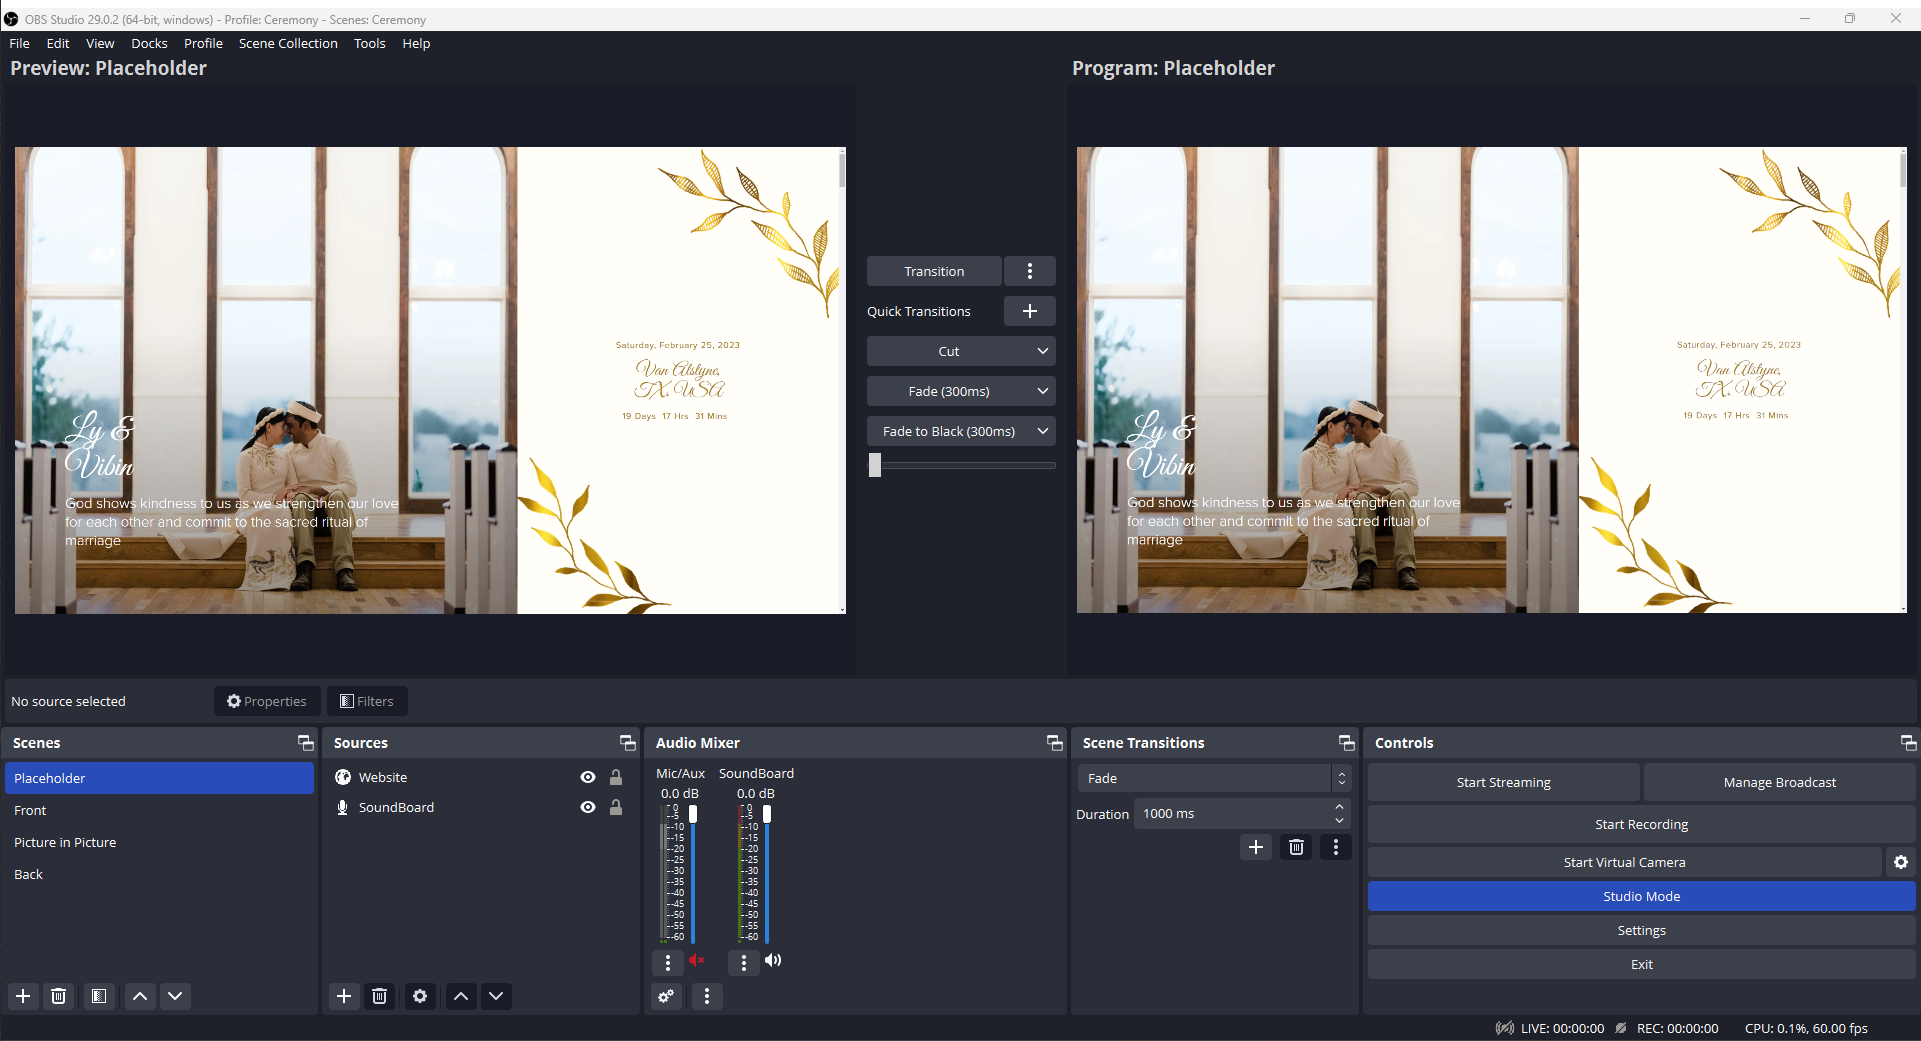 OBS Studio 29.0.2 (64-bit, windows) - Profile: Ceremony - Scenes: Ceremony
File Edit View Docks Profile Scene Collection Tools Help
Preview: Placeholder
Program: Placeholder
Saturday, February 25, 2023
Van Alstyne,
TX, USA
19 Days 17 Hrs 31 Mins
Ly &
Vibin
God shows kindness to us as we strengthen our love
for each other and commit to the sacred ritual of
marriage
Transition
Quick Transitions
Cut
Fade (300ms)
Fade to Black (300ms)
Saturday, February 25, 2023
Van Alstyne,
TX, USA
19 Days 17 Hrs 31 Mins
Ly &
Vibin
God shows kindness to us as we strengthen our love
for each other and commit to the sacred ritual of
marriage
No source selected
Properties
Filters
Scenes
Placeholder
Front
Picture in Picture
Back
Sources
Website
SoundBoard
Audio Mixer
Mic/Aux SoundBoard
0.0 dB 0.0 dB
0 0
-5 -5
-10 -10
-15 -15
-20 -20
-25 -25
-30 -30
-35 -35
-40 -40
-45 -45
-50 -50
-55 -55
-60 -60
Scene Transitions
Fade
Duration 1000 ms
Controls
Start Streaming
Manage Broadcast
Start Recording
Start Virtual Camera
Studio Mode
Settings
Exit
LIVE: 00:00:00 REC: 00:00:00 CPU: 0.1%, 60.00 fps